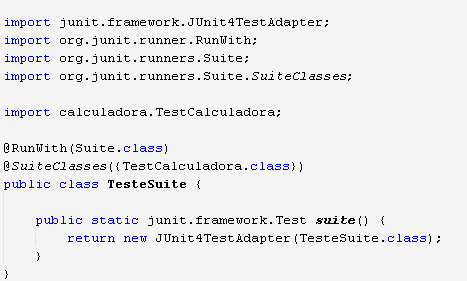 import junit.framework.JUnit4TestAdapter;
import org.junit.runner.RunWith;
import org.junit.runners.Suite;
import org.junit.runners.Suite.SuiteClasses;
import calculadora.TestCalculadora;
@RunWith(Suite.class)
@SuiteClasses({TestCalculadora.class})
public class TesteSuite {
public static junit.framework.Test suite() {
return new JUnit4TestAdapter(TesteSuite.class);
}
}